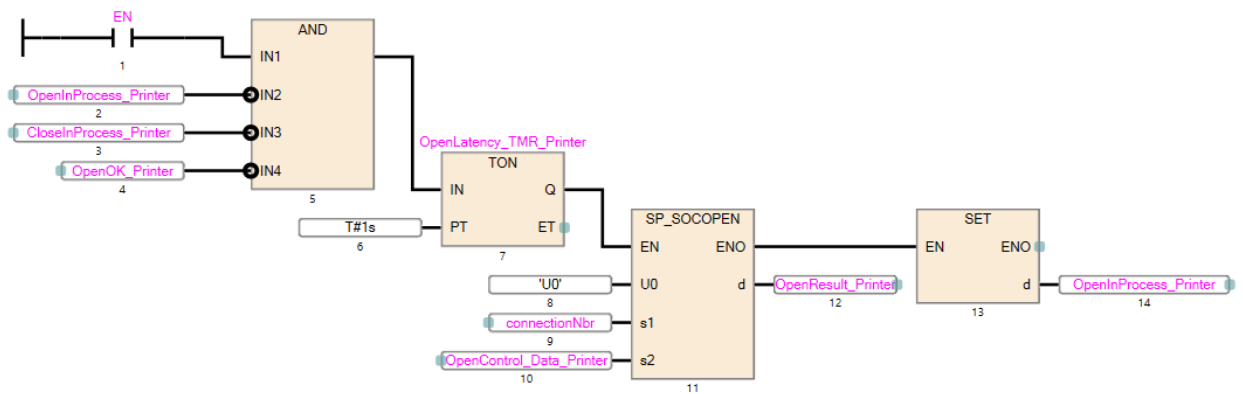 EN
1
AND
IN1
OpenInProcess_Printer
IN2
2
CloseInProcess_Printer
IN3
3
OpenOK_Printer
IN4
4
5
OpenLatency_TMR_Printer
TON
IN
Q
T#1s
PT
ET
6
7
SP_SOCOPEN
EN
ENO
'U0'
U0
d
OpenResult_Printer
8
12
connectionNbr
s1
9
OpenControl_Data_Printer
s2
10
11
SET
EN
ENO
d
OpenInProcess_Printer
13
14